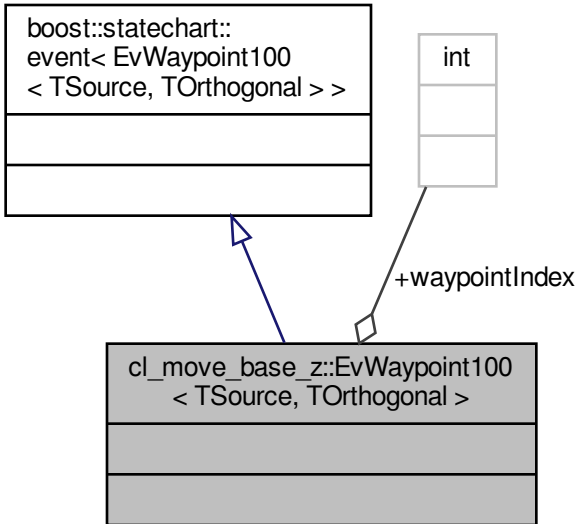 boost::statechart::
event< EvWaypoint100
< TSource, TOrthogonal > >
int
+waypointIndex
cl_move_base_z::EvWaypoint100
< TSource, TOrthogonal >